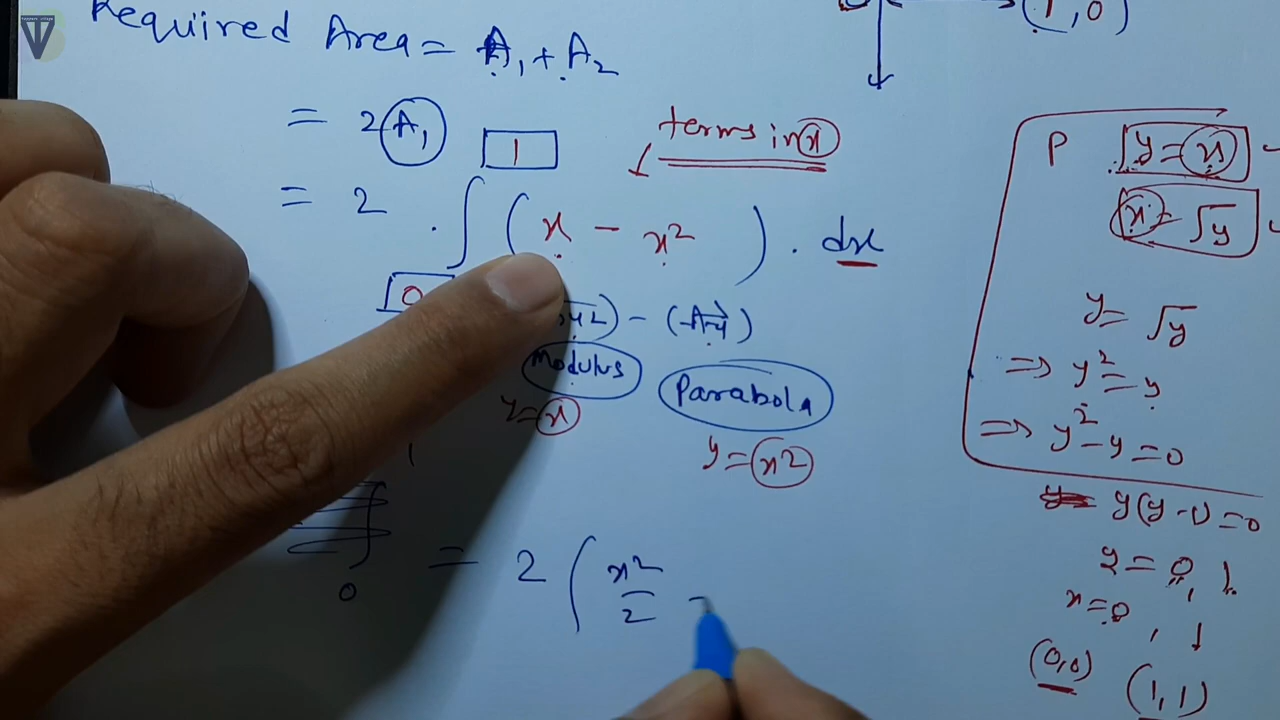 Required Area = A₁ + A₂
(1,0)
= 2 A₁
1
terms in x
= 2 . ∫ ( x - x² ) . dx
0
) - (
Modulus
Parabola
y = x
y = x²
0
= 2 ( x²/2 -
P y = x
x = √y
y = √y
⇒ y² = y
⇒ y² - y = 0
y(y - 1) = 0
y = 0, 1
x = 0, 1
(0,0)
(1,1)